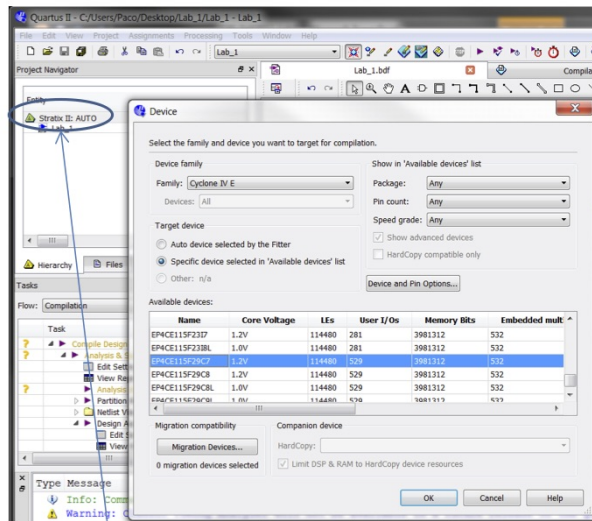 Quartus II - C:/Users/Paco/Desktop/Lab_1/Lab_1 - Lab_1
File Edit View Project Assignments Processing Tools Window Help
Lab_1
Project Navigator
Lab_1.bdf
Compila
Entity
Stratix II: AUTO
Lab_1
Hierarchy
Files
Tasks
Flow: Compilation
Task
Compile Design
Analysis & S
Edit Sett
View Re
Analysis
Partition
Netlist Vi
Design A
Edit S
View
Type Message
Info: Comm
Warning:
Device
Select the family and device you want to target for compilation.
Device family
Family: Cyclone IV E
Devices: All
Show in 'Available devices' list
Package: Any
Pin count: Any
Speed grade: Any
Show advanced devices
HardCopy compatible only
Target device
Auto device selected by the Fitter
Specific device selected in 'Available devices' list
Other: n/a
Device and Pin Options...
Available devices:
Name Core Voltage LEs User I/Os Memory Bits Embedded mult
EP4CE115F23I7 1.2V 114480 281 3981312 532
EP4CE115F23I8L 1.0V 114480 281 3981312 532
EP4CE115F29C7 1.2V 114480 529 3981312 532
EP4CE115F29C8 1.2V 114480 529 3981312 532
EP4CE115F29C8L 1.0V 114480 529 3981312 532
EP4CE115F29C9L 1.0V 114480 529 3981312 532
Migration compatibility
Migration Devices...
0 migration devices selected
Companion device
HardCopy:
Limit DSP & RAM to HardCopy device resources
OK Cancel Help